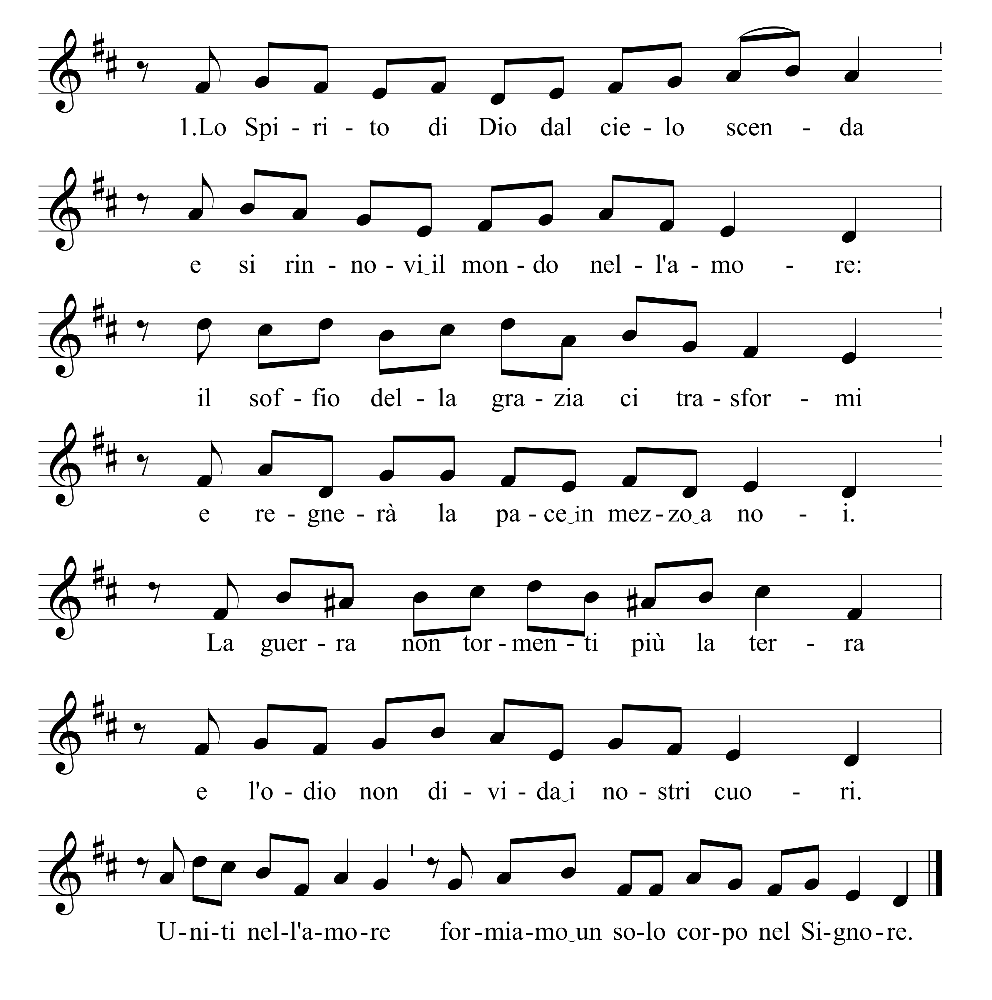 1.Lo Spi - ri - to di Dio dal cie - lo scen - da
e si rin - no - vi‿il mon - do nel - l'a - mo - re:
il sof - fio del - la gra - zia ci tra - sfor - mi
e re - gne - rà la pa - ce‿in mez - zo‿a no - i.
La guer - ra non tor - men - ti più la ter - ra
e l'o - dio non di - vi - da‿i no - stri cuo - ri.
U - ni - ti nel - l'a - mo - re for - mia - mo‿un so - lo cor - po nel Si - gno - re.